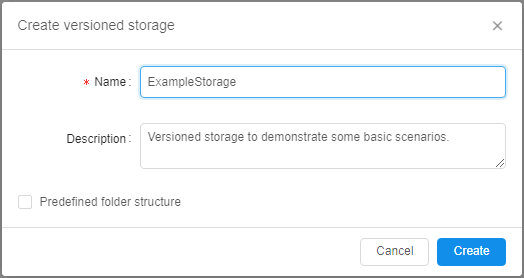 Create versioned storage
* Name:
ExampleStorage
Description:
Versioned storage to demonstrate some basic scenarios.
Predefined folder structure
Cancel
Create